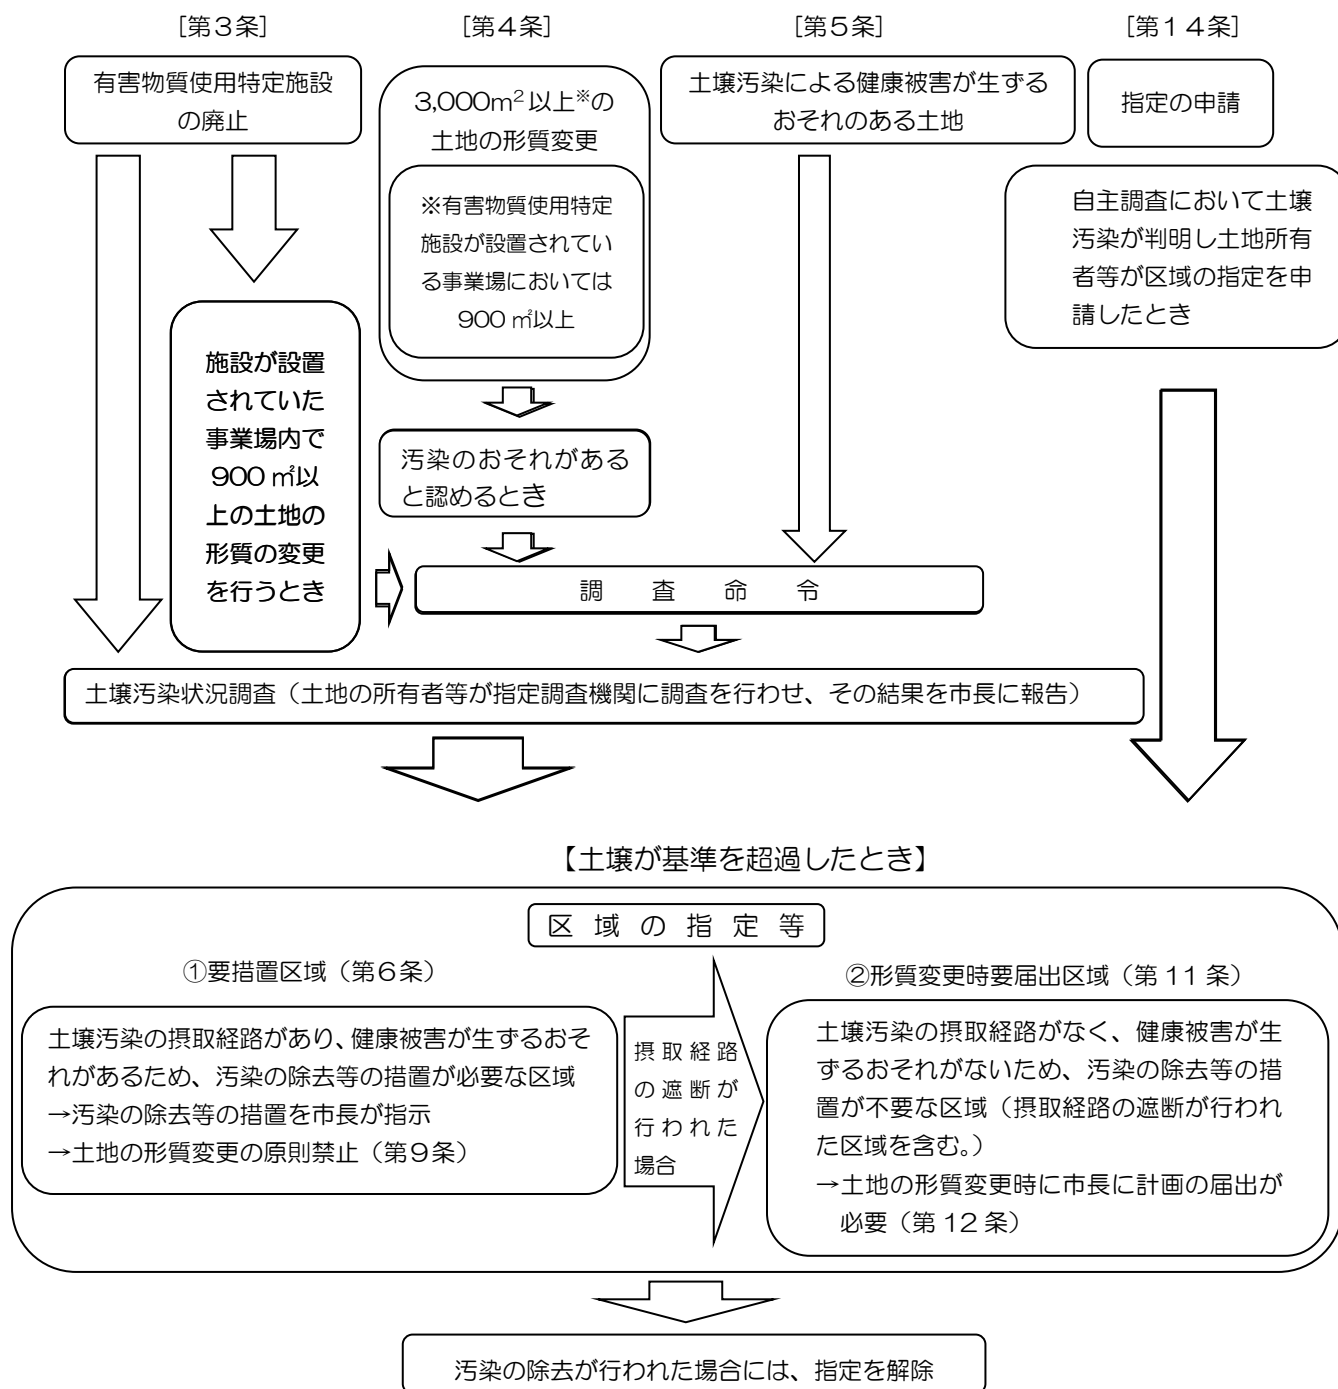 [第3条]
[第4条]
[第5条]
[第14条]
有害物質使用特定施設
の廃止
3,000m²以上※の
土地の形質変更
※有害物質使用特定
施設が設置されてい
る事業場においては
900㎡以上
土壌汚染による健康被害が生ずる
おそれのある土地
指定の申請
自主調査において土壌
汚染が判明し土地所有
者等が区域の指定を申
請したとき
施設が設置
されていた
事業場内で
900㎡以
上の土地の
形質の変更
を行うとき
汚染のおそれがある
と認めるとき
調査命令
土壌汚染状況調査(土地の所有者等が指定調査機関に調査を行わせ、その結果を市長に報告)
【土壌が基準を超過したとき】
区域の指定等
①要措置区域(第6条)
土壌汚染の摂取経路があり、健康被害が生ずるおそ
れがあるため、汚染の除去等の措置が必要な区域
→汚染の除去等の措置を市長が指示
→土地の形質変更の原則禁止(第9条)
摂取経路
の遮断が
行われた
場合
②形質変更時要届出区域(第11条)
土壌汚染の摂取経路がなく、健康被害が生
ずるおそれがないため、汚染の除去等の措
置が不要な区域(摂取経路の遮断が行われ
た区域を含む。)
→土地の形質変更時に市長に計画の届出が
必要(第12条)
汚染の除去が行われた場合には、指定を解除